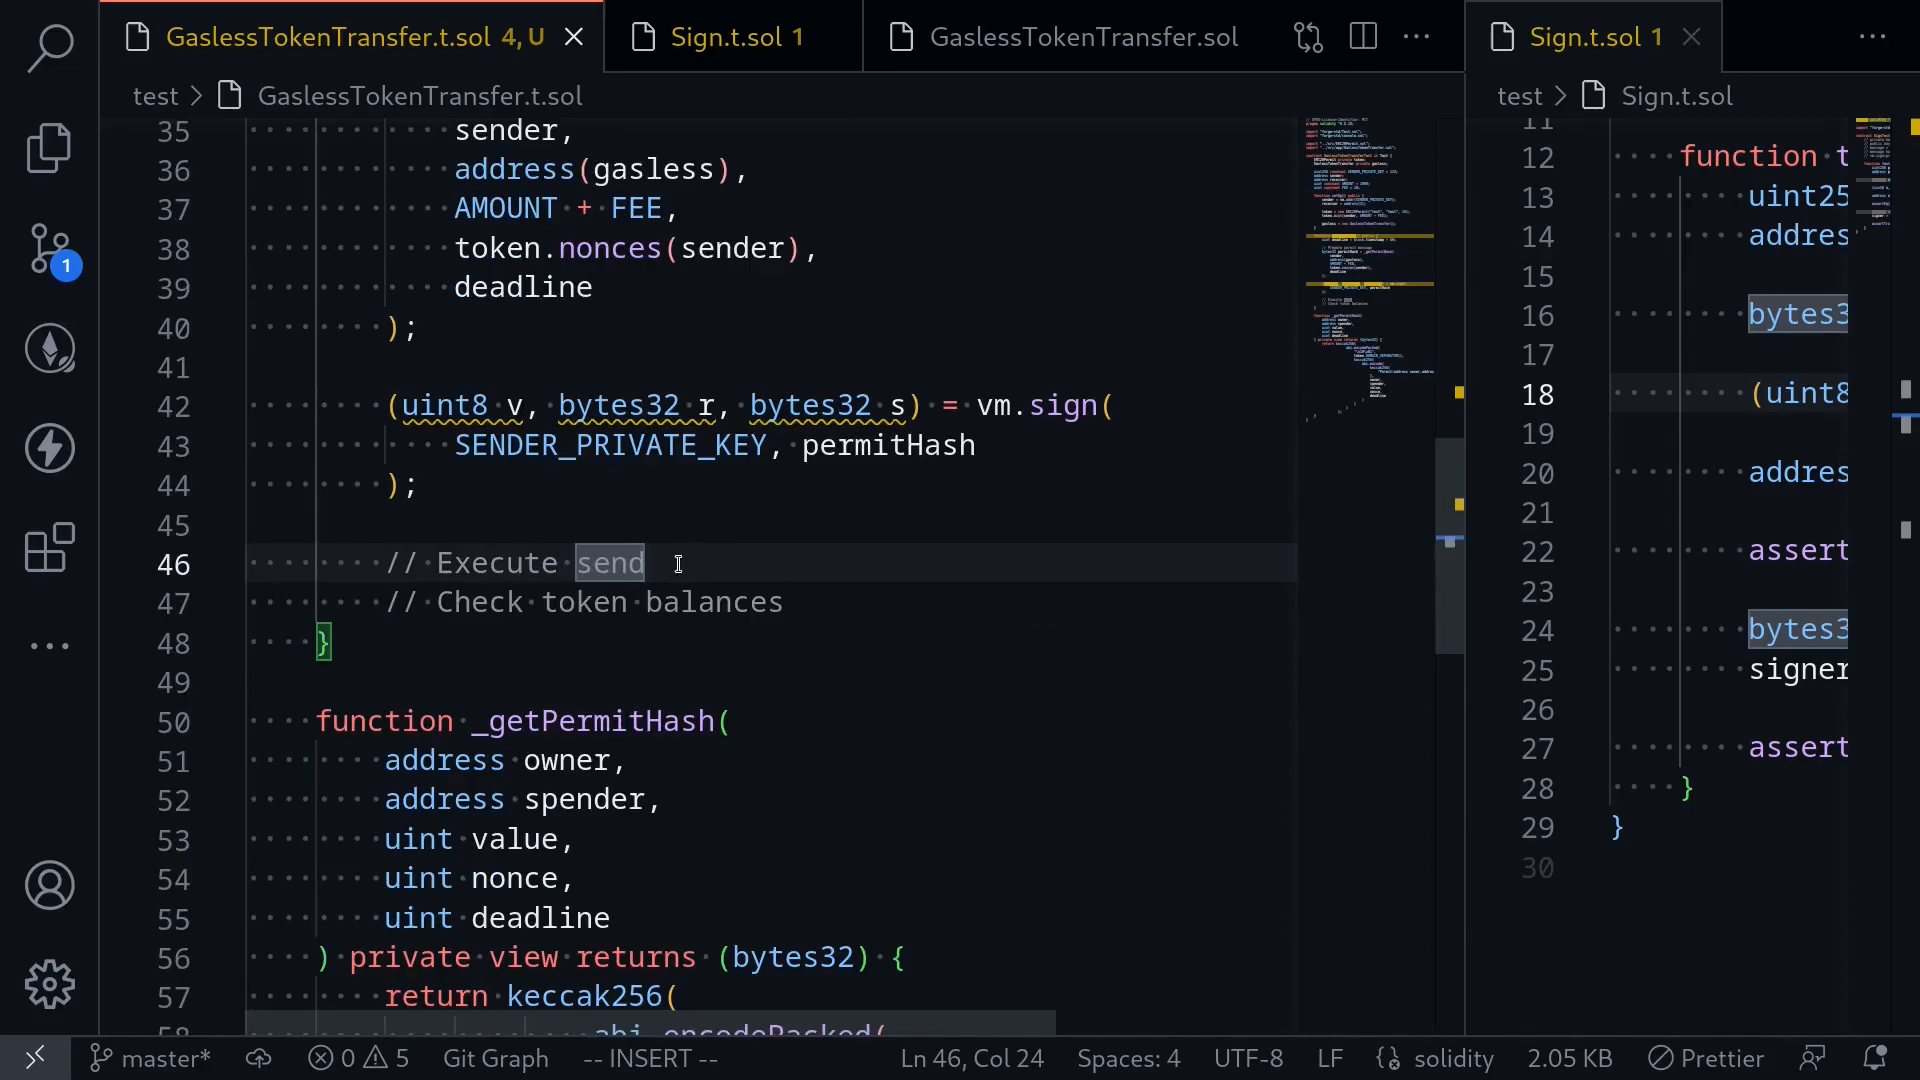 GaslessTokenTransfer.t.sol 4, U
Sign.t.sol 1
GaslessTokenTransfer.sol
Sign.t.sol 1
test > GaslessTokenTransfer.t.sol
35 sender,
36 address(gasless),
37 AMOUNT + FEE,
38 token.nonces(sender),
39 deadline
40 );
41
42 (uint8 v, bytes32 r, bytes32 s) = vm.sign(
43 SENDER_PRIVATE_KEY, permitHash
44 );
45
46 // Execute send
47 // Check token balances
48 }
49
50 function _getPermitHash(
51 address owner,
52 address spender,
53 uint value,
54 uint nonce,
55 uint deadline
56 ) private view returns (bytes32) {
57 return keccak256(
58 abi.encodePacked(
test > Sign.t.sol
11
12 function t
13 uint25
14 addres
15
16 bytes3
17
18 (uint8
19
20 addres
21
22 assert
23
24 bytes3
25 signer
26
27 assert
28 }
29 }
30
1
master* 0 5 Git Graph -- INSERT -- Ln 46, Col 24 Spaces: 4 UTF-8 LF solidity 2.05 KB Prettier